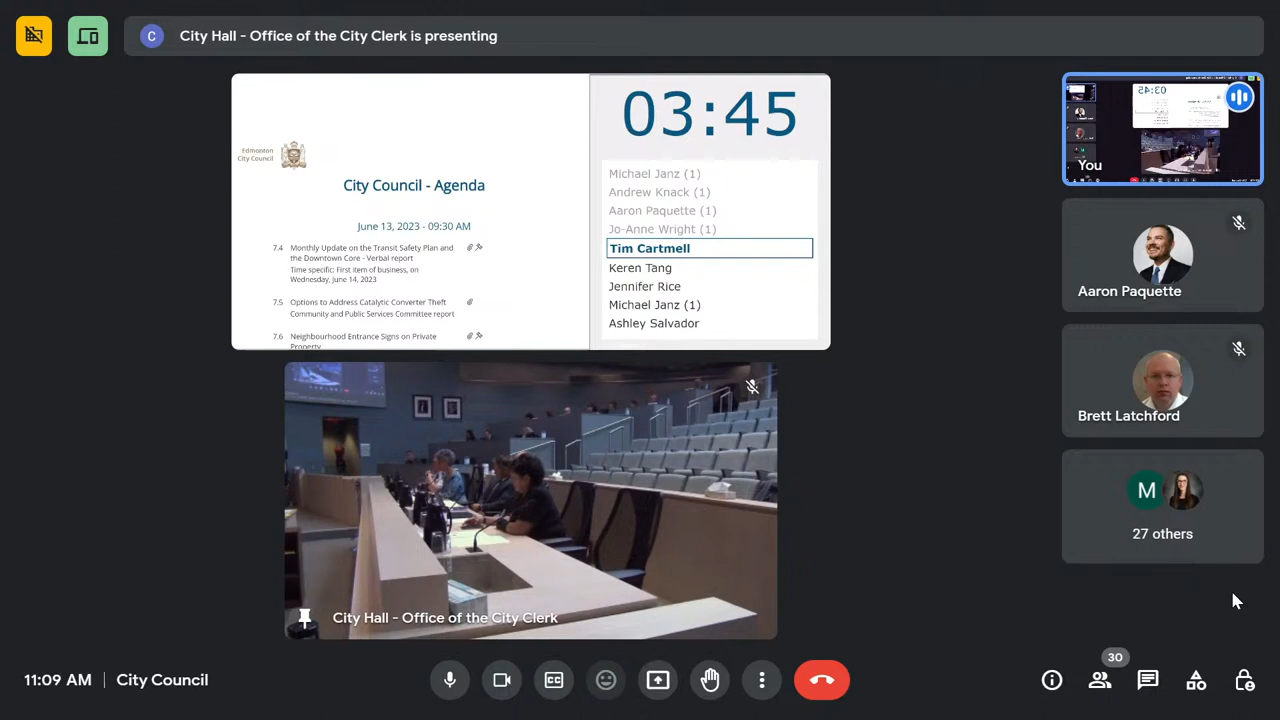 C
City Hall - Office of the City Clerk is presenting
Edmonton
City Council
City Council - Agenda
June 13, 2023 - 09:30 AM
7.4 Monthly Update on the Transit Safety Plan and
the Downtown Core - Verbal report
Time specific: First item of business, on
Wednesday, June 14, 2023
7.5 Options to Address Catalytic Converter Theft
Community and Public Services Committee report
7.6 Neighbourhood Entrance Signs on Private
Property
03:45
Michael Janz (1)
Andrew Knack (1)
Aaron Paquette (1)
Jo-Anne Wright (1)
Tim Cartmell
Keren Tang
Jennifer Rice
Michael Janz (1)
Ashley Salvador
City Hall - Office of the City Clerk
03:45
You
Aaron Paquette
Brett Latchford
M
27 others
11:09 AM | City Council
CC
30